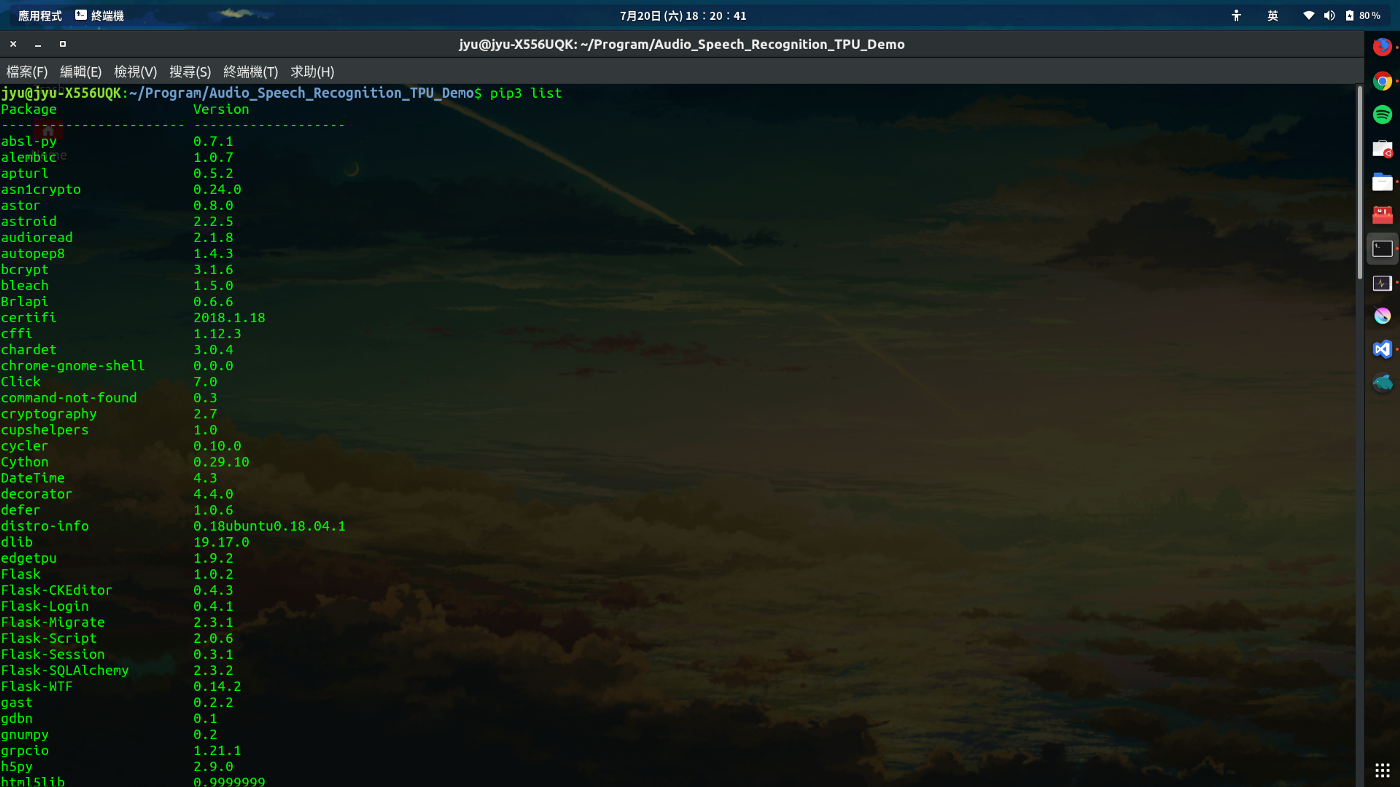 應用程式 終端機 7月20日 (六) 18：20：41 英 80 %
jyu@jyu-X556UQK: ~/Program/Audio_Speech_Recognition_TPU_Demo
檔案(F) 編輯(E) 檢視(V) 搜尋(S) 終端機(T) 求助(H)
jyu@jyu-X556UQK:~/Program/Audio_Speech_Recognition_TPU_Demo$ pip3 list
Package Version
----------------------- -------------------
absl-py 0.7.1
alembic 1.0.7
apturl 0.5.2
asn1crypto 0.24.0
astor 0.8.0
astroid 2.2.5
audioread 2.1.8
autopep8 1.4.3
bcrypt 3.1.6
bleach 1.5.0
Brlapi 0.6.6
certifi 2018.1.18
cffi 1.12.3
chardet 3.0.4
chrome-gnome-shell 0.0.0
Click 7.0
command-not-found 0.3
cryptography 2.7
cupshelpers 1.0
cycler 0.10.0
Cython 0.29.10
DateTime 4.3
decorator 4.4.0
defer 1.0.6
distro-info 0.18ubuntu0.18.04.1
dlib 19.17.0
edgetpu 1.9.2
Flask 1.0.2
Flask-CKEditor 0.4.3
Flask-Login 0.4.1
Flask-Migrate 2.3.1
Flask-Script 2.0.6
Flask-Session 0.3.1
Flask-SQLAlchemy 2.3.2
Flask-WTF 0.14.2
gast 0.2.2
gdbn 0.1
gnumpy 0.2
grpcio 1.21.1
h5py 2.9.0
html5lib 0.9999999